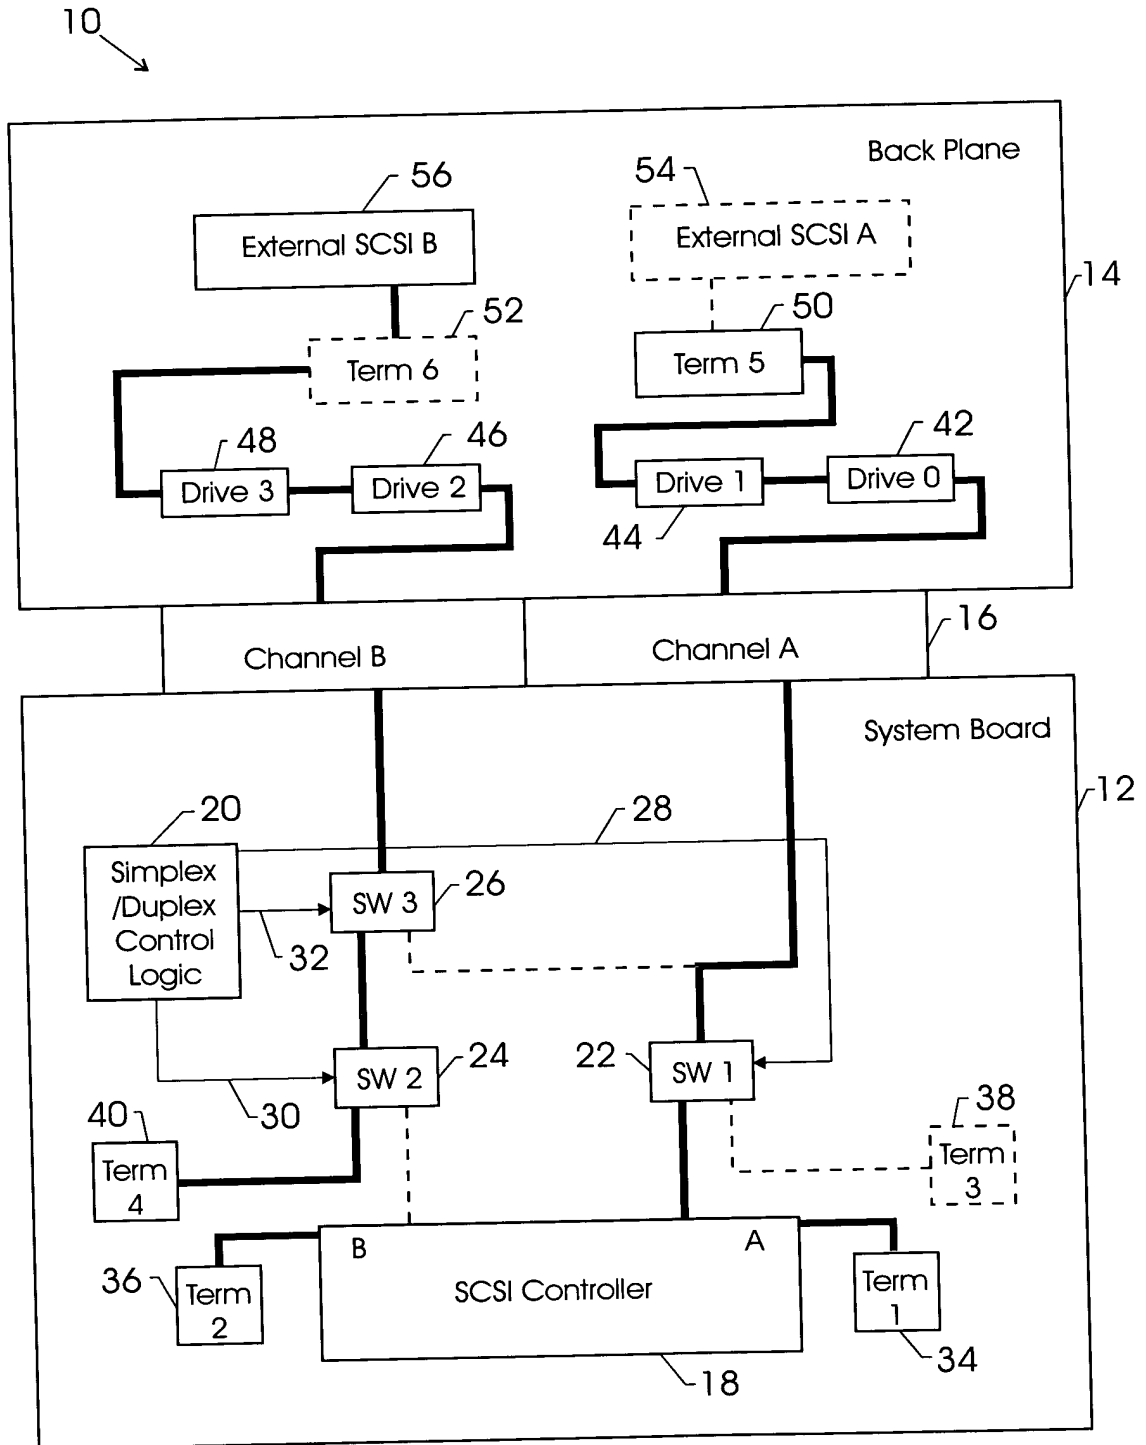 10
Back Plane
56
54
External SCSI B
External SCSI A
14
52
50
Term 6
Term 5
48
46
42
Drive 3
Drive 2
Drive 1
Drive 0
44
16
Channel B
Channel A
System Board
12
20
28
Simplex
/Duplex
Control
Logic
SW 3
26
32
SW 2
24
22
SW 1
30
40
38
Term
4
Term
3
B
A
36
Term
2
SCSI Controller
Term
1
34
18